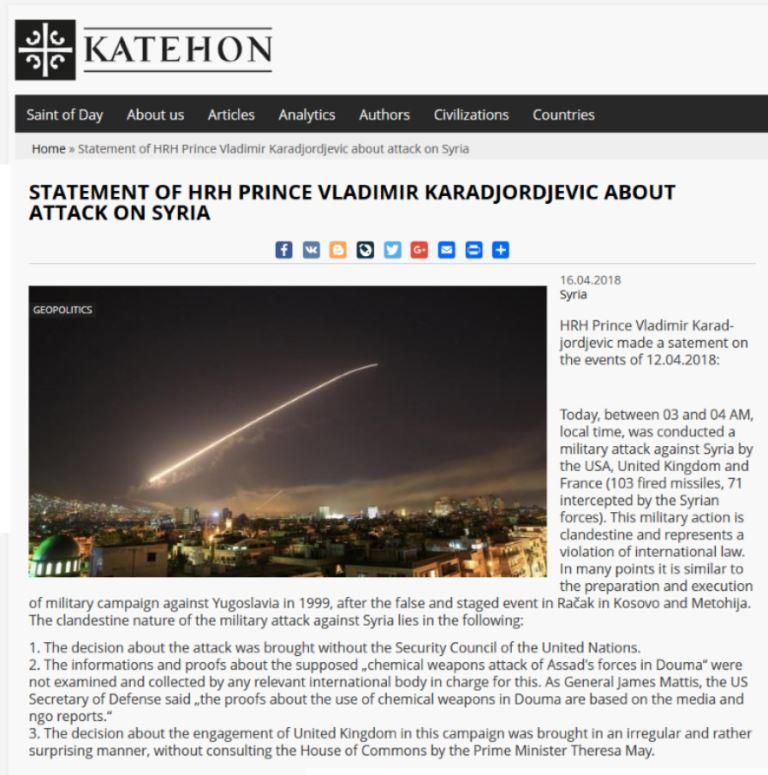 KATEHON
Saint of Day About us Articles Analytics Authors Civilizations Countries
Home » Statement of HRH Prince Vladimir Karadjordjevic about attack on Syria
STATEMENT OF HRH PRINCE VLADIMIR KARADJORDJEVIC ABOUT
ATTACK ON SYRIA
GEOPOLITICS
16.04.2018
Syria
HRH Prince Vladimir Karad-
jordjevic made a satement on
the events of 12.04.2018:
Today, between 03 and 04 AM,
local time, was conducted a
military attack against Syria by
the USA, United Kingdom and
France (103 fired missiles, 71
intercepted by the Syrian
forces). This military action is
clandestine and represents a
violation of international law.
In many points it is similar to
the preparation and execution
of military campaign against Yugoslavia in 1999, after the false and staged event in Račak in Kosovo and Metohija.
The clandestine nature of the military attack against Syria lies in the following:
1. The decision about the attack was brought without the Security Council of the United Nations.
2. The informations and proofs about the supposed „chemical weapons attack of Assad's forces in Douma“ were
not examined and collected by any relevant international body in charge for this. As General James Mattis, the US
Secretary of Defense said „the proofs about the use of chemical weapons in Douma are based on the media and
ngo reports.“
3. The decision about the engagement of United Kingdom in this campaign was brought in an irregular and rather
surprising manner, without consulting the House of Commons by the Prime Minister Theresa May.